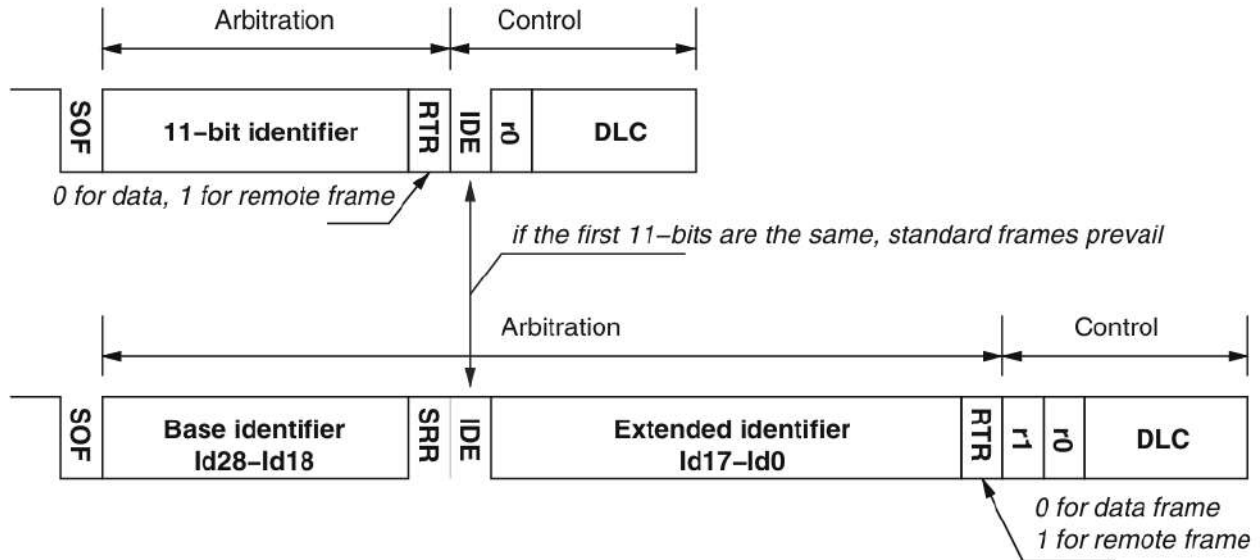 Arbitration
Control
SOF
11–bit identifier
RTR
IDE
r0
DLC
0 for data, 1 for remote frame
if the first 11–bits are the same, standard frames prevail
Arbitration
Control
SOF
Base identifier
Id28–Id18
SRR
IDE
Extended identifier
Id17–Id0
RTR
r1
r0
DLC
0 for data frame
1 for remote frame